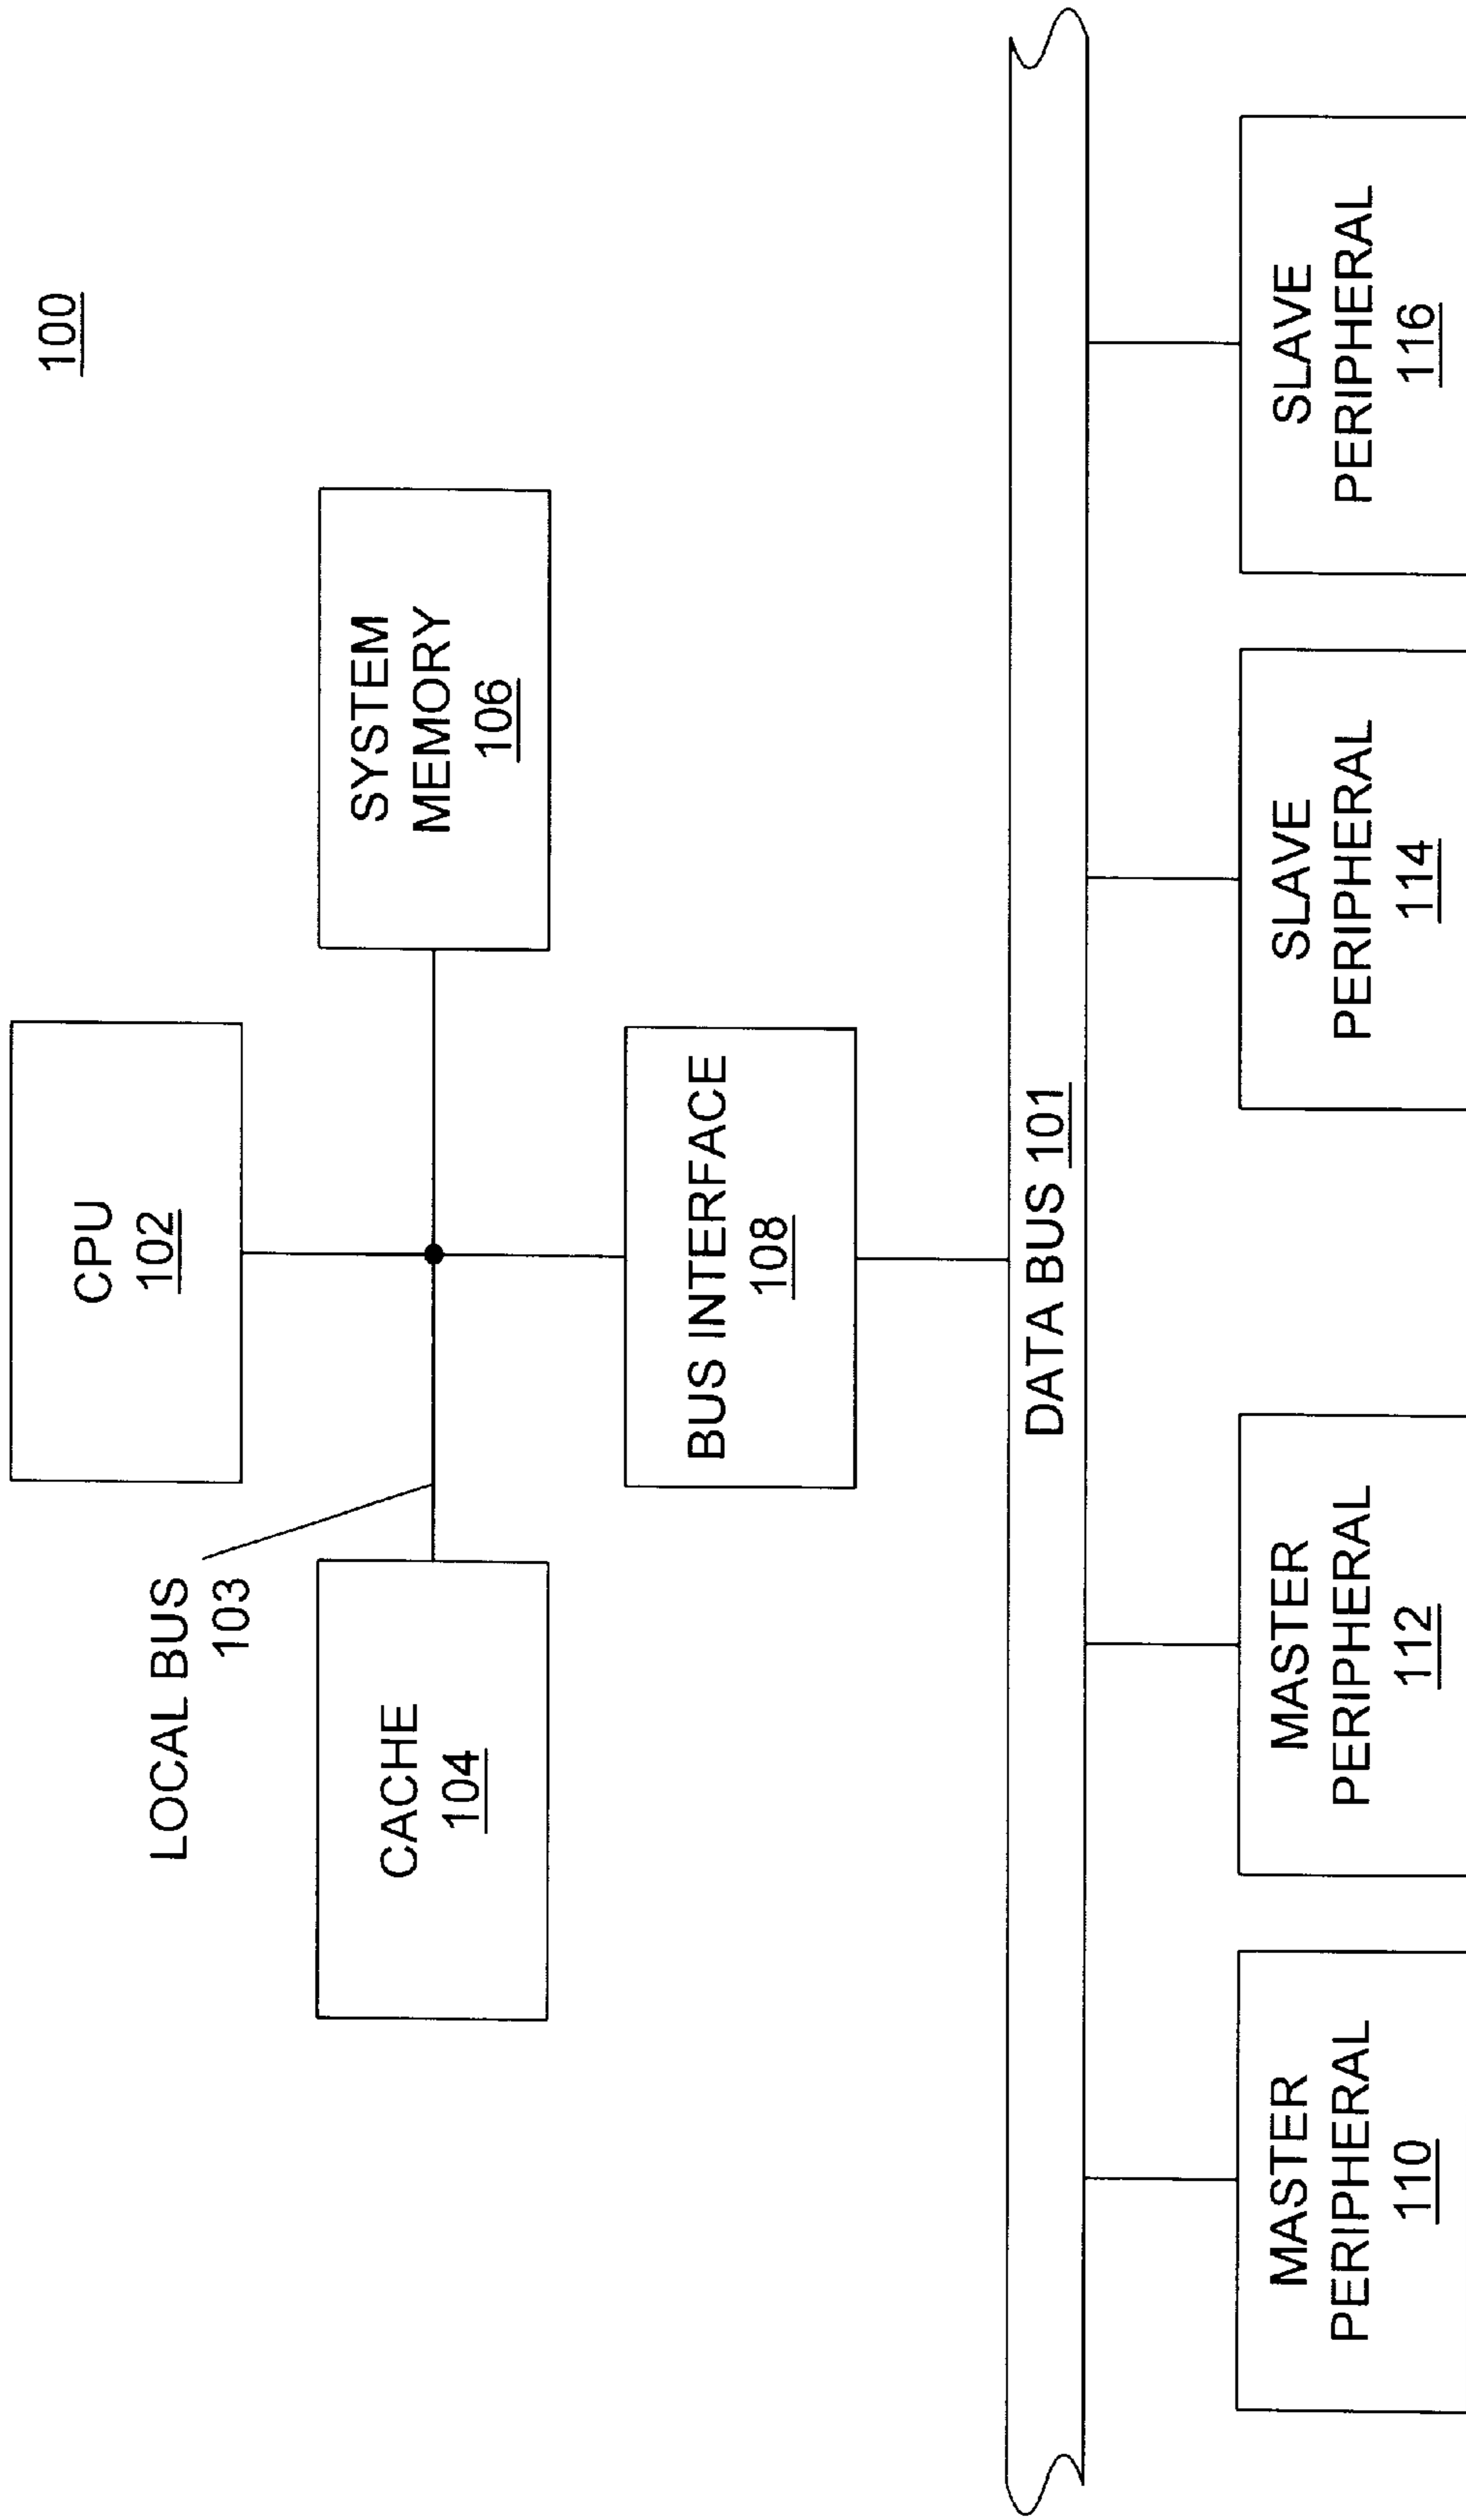 100
CPU
102
LOCAL BUS
103
CACHE
104
SYSTEM
MEMORY
106
BUS INTERFACE
108
DATA BUS 101
MASTER
PERIPHERAL
110
MASTER
PERIPHERAL
112
SLAVE
PERIPHERAL
114
SLAVE
PERIPHERAL
116